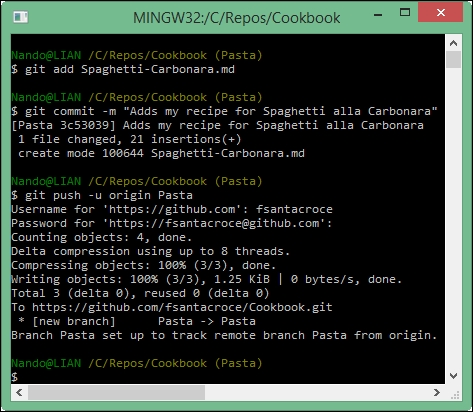 MINGW32:/C/Repos/Cookbook
Nando@LIAN /C/Repos/Cookbook (Pasta)
$ git add Spaghetti-Carbonara.md
Nando@LIAN /C/Repos/Cookbook (Pasta)
$ git commit -m "Adds my recipe for Spaghetti alla Carbonara"
[Pasta 3c53039] Adds my recipe for Spaghetti alla Carbonara
1 file changed, 21 insertions(+)
create mode 100644 Spaghetti-Carbonara.md
Nando@LIAN /C/Repos/Cookbook (Pasta)
$ git push -u origin Pasta
Username for 'https://github.com': fsantacroce
Password for 'https://fsantacroce@github.com':
Counting objects: 4, done.
Delta compression using up to 8 threads.
Compressing objects: 100% (3/3), done.
Writing objects: 100% (3/3), 1.25 KiB | 0 bytes/s, done.
Total 3 (delta 0), reused 0 (delta 0)
To https://github.com/fsantacroce/Cookbook.git
* [new branch]      Pasta -> Pasta
Branch Pasta set up to track remote branch Pasta from origin.
Nando@LIAN /C/Repos/Cookbook (Pasta)
$